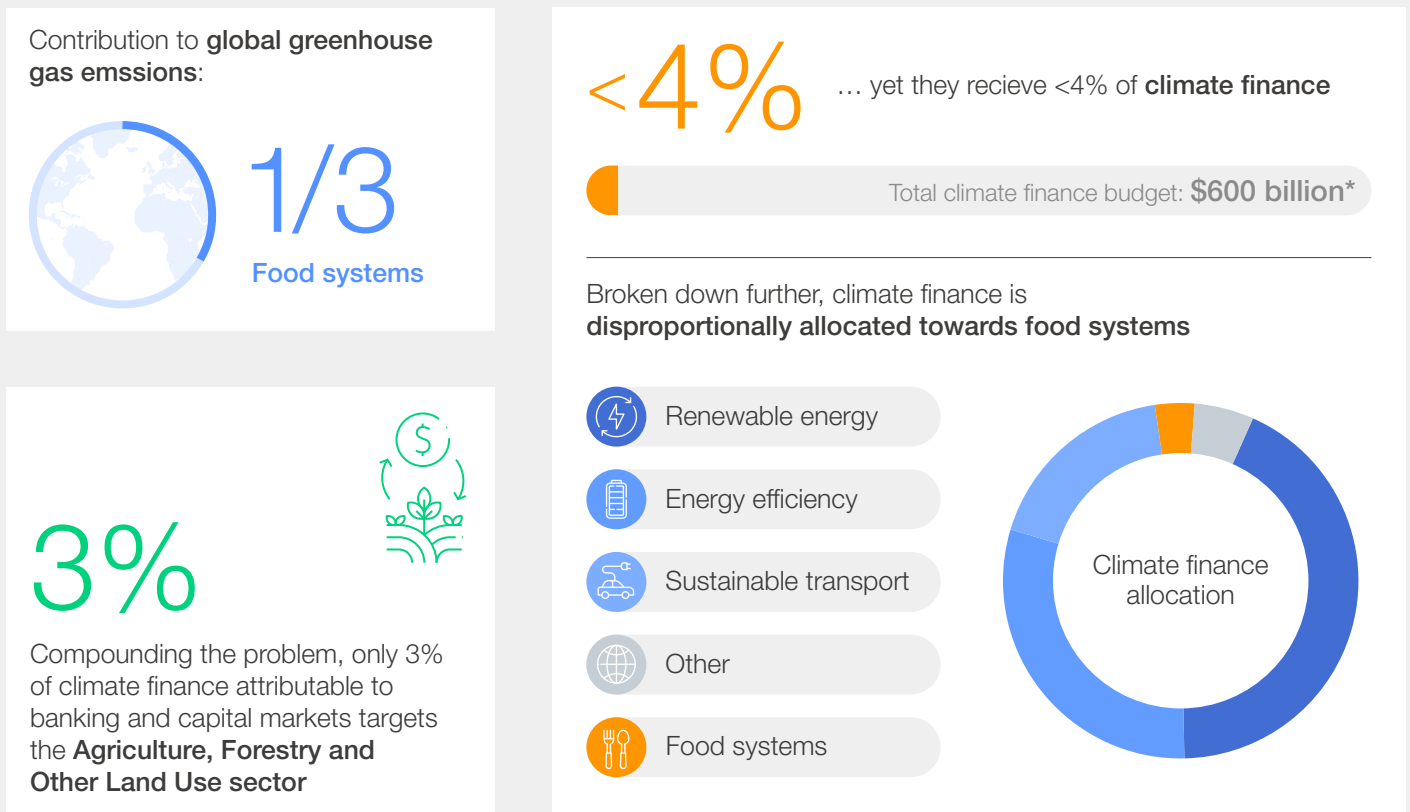 Contribution to global greenhouse
gas emssions:
1/3
Food systems
3%
Compounding the problem, only 3%
of climate finance attributable to
banking and capital markets targets
the Agriculture, Forestry and
Other Land Use sector
<4%
… yet they recieve <4% of climate finance
Total climate finance budget: $600 billion*
Broken down further, climate finance is
disproportionally allocated towards food systems
Renewable energy
Energy efficiency
Sustainable transport
Other
Food systems
Climate finance
allocation